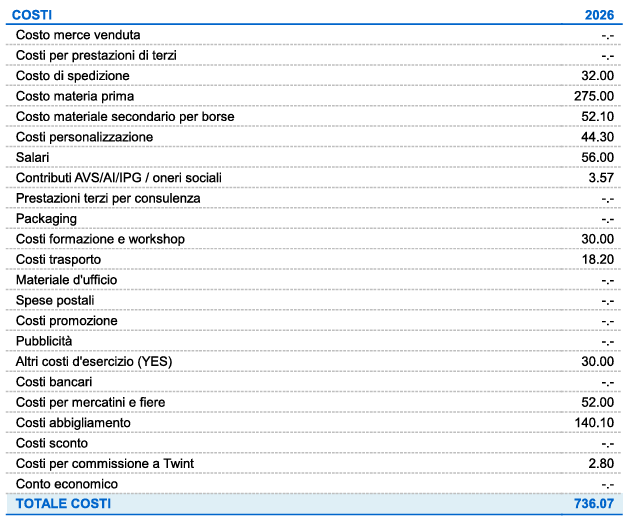 COSTI 2026
Costo merce venduta -.-
Costi per prestazioni di terzi -.-
Costo di spedizione 32.00
Costo materia prima 275.00
Costo materiale secondario per borse 52.10
Costi personalizzazione 44.30
Salari 56.00
Contributi AVS/AI/IPG / oneri sociali 3.57
Prestazioni terzi per consulenza -.-
Packaging -.-
Costi formazione e workshop 30.00
Costi trasporto 18.20
Materiale d'ufficio -.-
Spese postali -.-
Costi promozione -.-
Pubblicità -.-
Altri costi d'esercizio (YES) 30.00
Costi bancari -.-
Costi per mercatini e fiere 52.00
Costi abbigliamento 140.10
Costi sconto -.-
Costi per commissione a Twint 2.80
Conto economico -.-
TOTALE COSTI 736.07